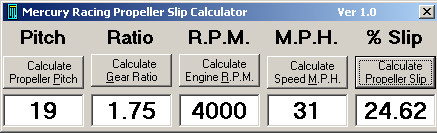 Mercury Racing Propeller Slip Calculator Ver 1.0
Pitch Ratio R.P.M. M.P.H. % Slip
Calculate Calculate Calculate Calculate Calculate
Propeller Pitch Gear Ratio Engine R.P.M. Speed M.P.H. Propeller Slip
19 1.75 4000 31 24.62